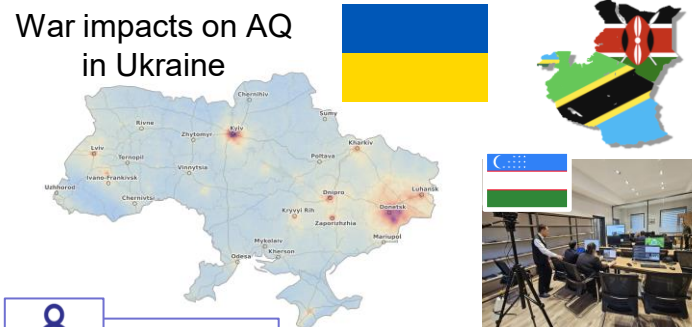 War impacts on AQ
in Ukraine
Chernihiv
Rivne
Sumy
Zhytomyr
Kyiv
Lviv
Kharkiv
Ternopil
Poltava
Vinnytsia
Ivano-Frankivsk
Uzhhorod
Chernivtsi
Dnipro
Luhansk
Donetsk
Kryvyi Rih
Zaporizhzhia
Mariupol
Mykolaiv
Kherson
Odesa